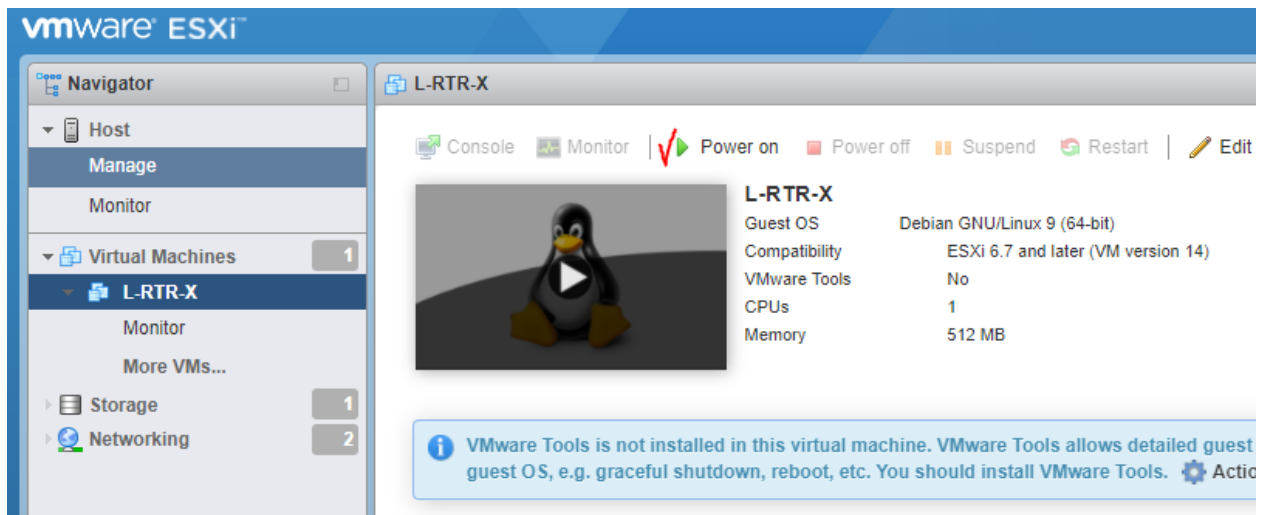 vmware® ESXi™
Navigator
Host
Manage
Monitor
Virtual Machines 1
L-RTR-X
Monitor
More VMs...
Storage 1
Networking 2
L-RTR-X
Console Monitor Power on Power off Suspend Restart Edit
L-RTR-X
Guest OS Debian GNU/Linux 9 (64-bit)
Compatibility ESXi 6.7 and later (VM version 14)
VMware Tools No
CPUs 1
Memory 512 MB
VMware Tools is not installed in this virtual machine. VMware Tools allows detailed guest
guest OS, e.g. graceful shutdown, reboot, etc. You should install VMware Tools. Actio